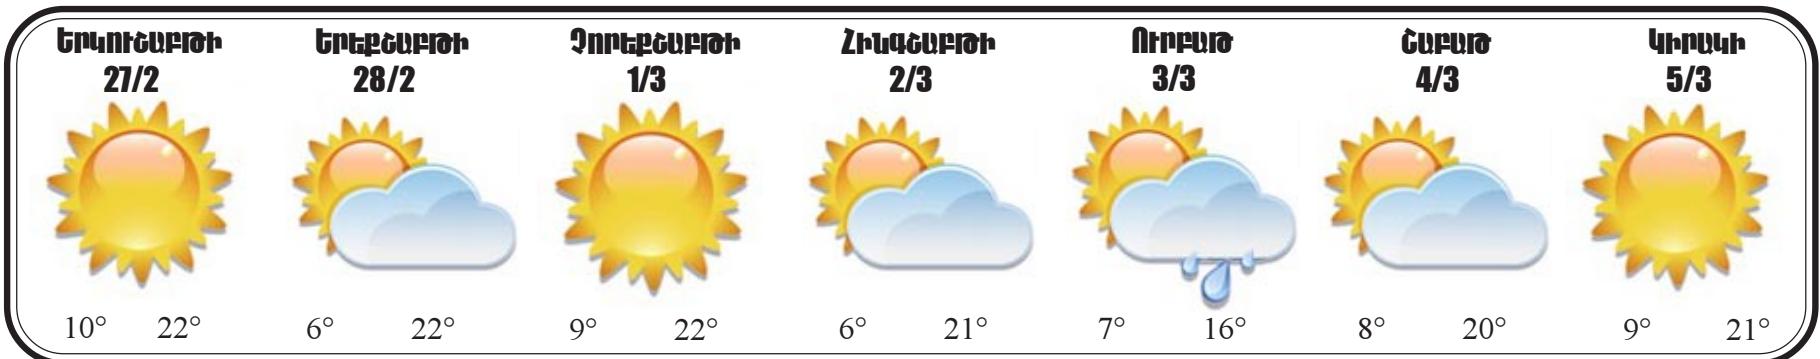 Երկուշաբթի
27/2
10° 22°
Երեքշաբթի
28/2
6° 22°
Չորեքշաբթի
1/3
9° 22°
Հինգշաբթի
2/3
6° 21°
Ուրբաթ
3/3
7° 16°
Շաբաթ
4/3
8° 20°
Կիրակի
5/3
9° 21°